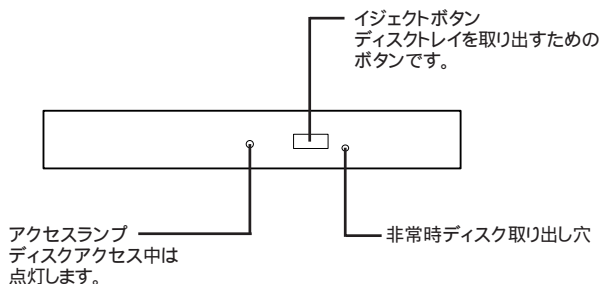 イジェクトボタン
ディスクトレイを取り出すための
ボタンです。
アクセスランプ
ディスクアクセス中は
点灯します。
非常時ディスク取り出し穴